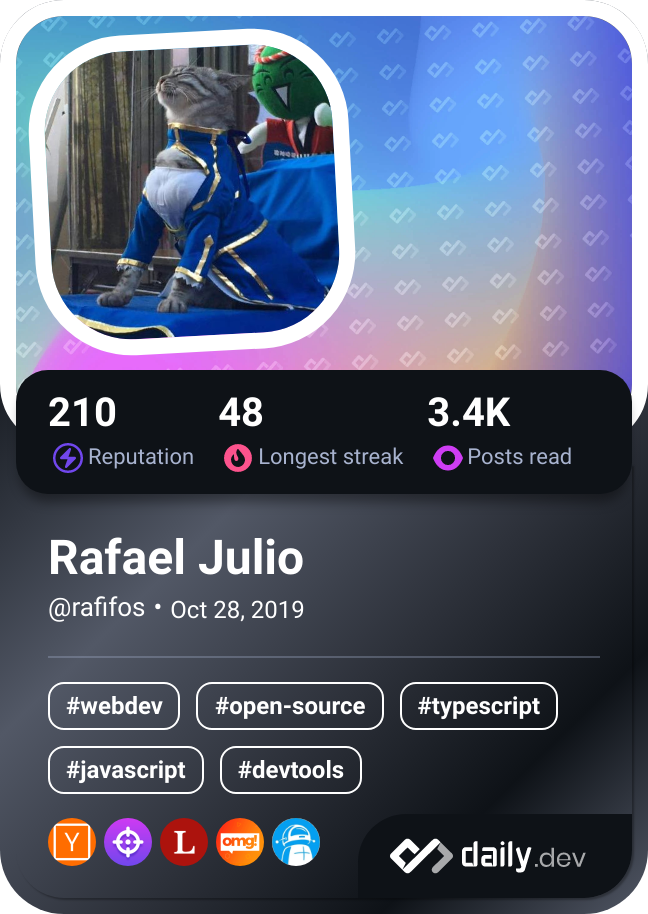 210 48 3.4K
Reputation Longest streak Posts read
Rafael Julio
@rafifos • Oct 28, 2019
#webdev #open-source #typescript
#javascript #devtools
Y L omg!
daily.dev